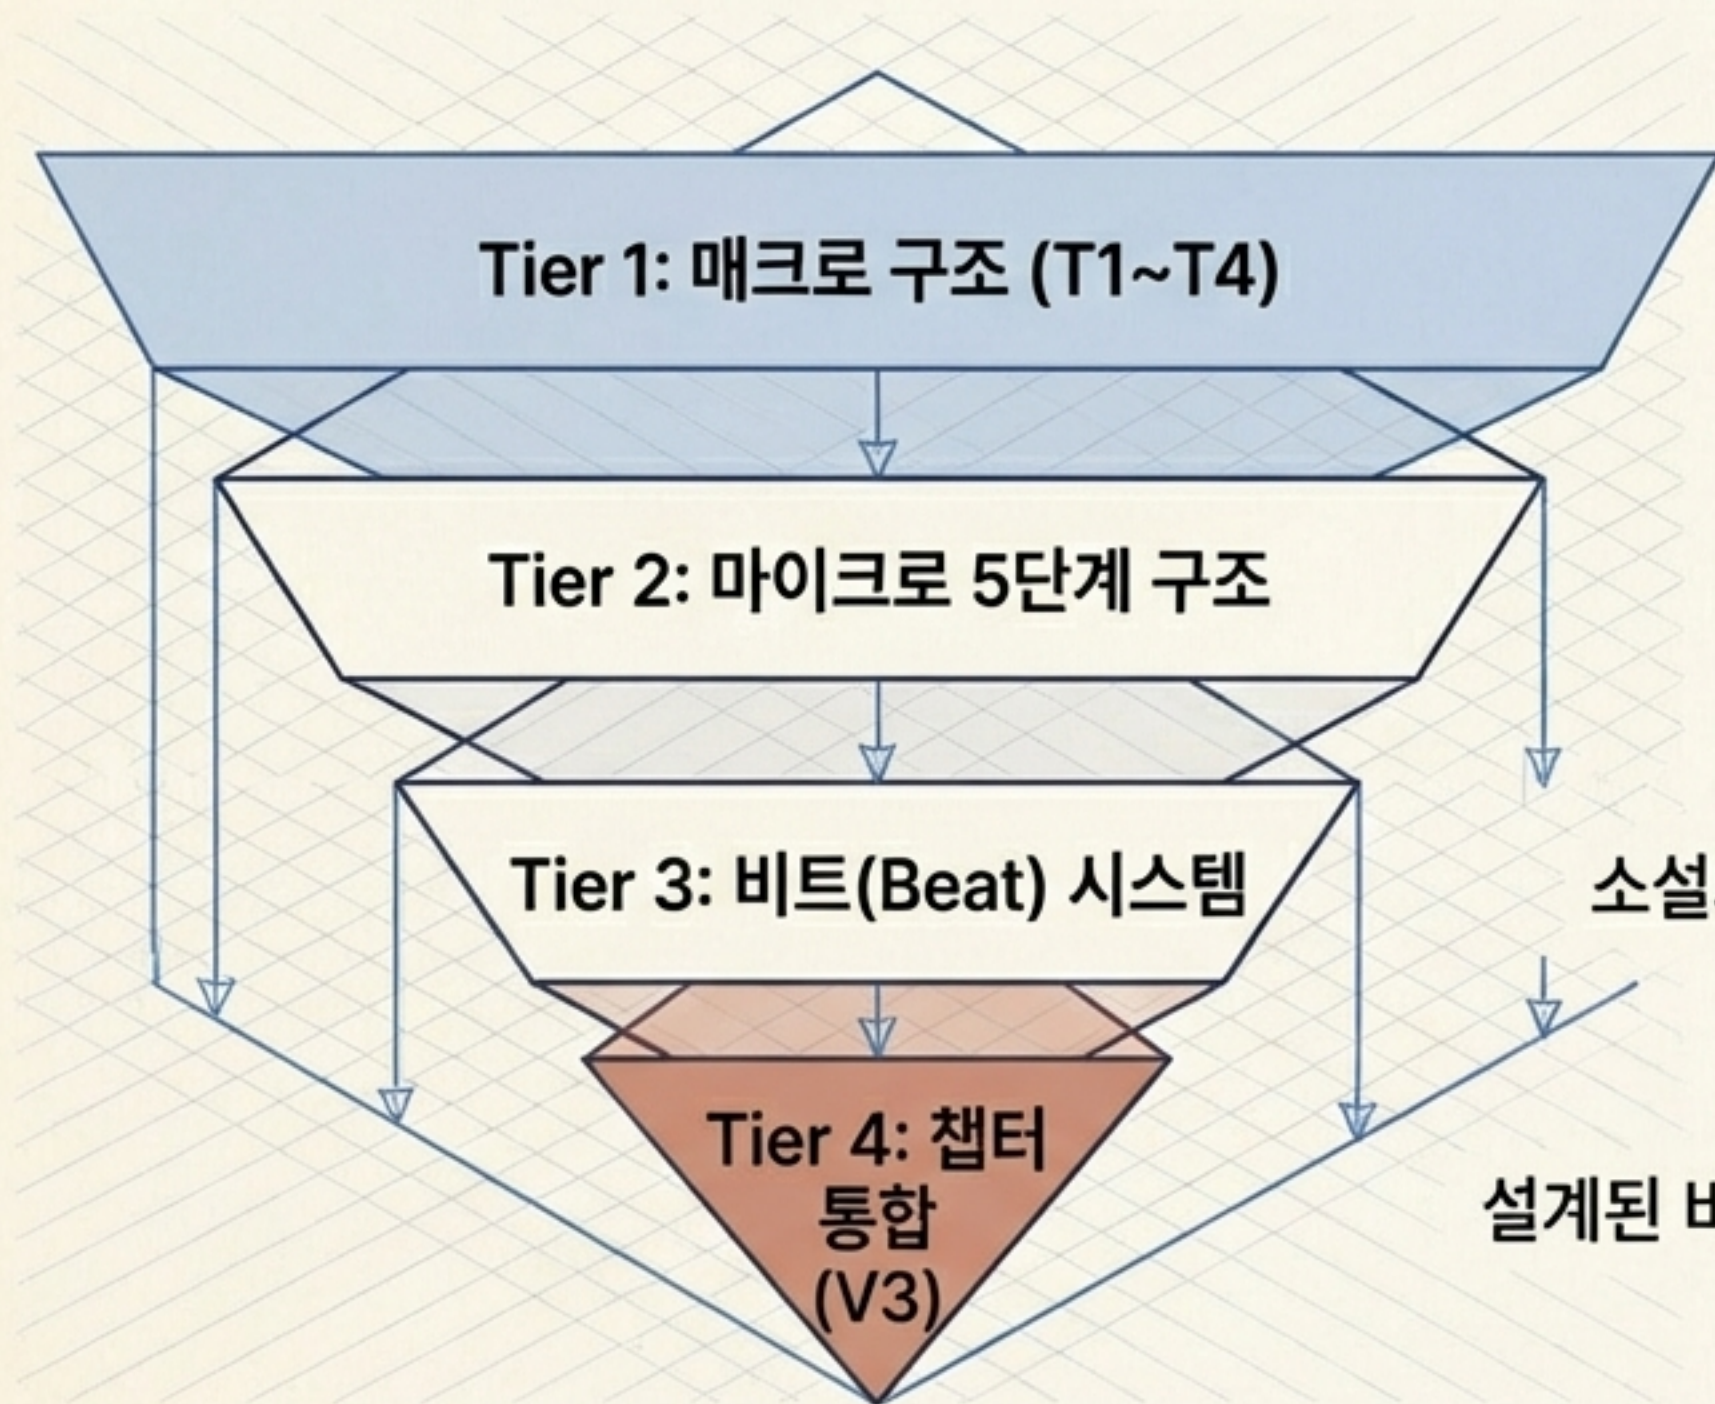 Tier 1: 매크로 구조 (T1~T4)
Tier 2: 마이크로 5단계 구조
Tier 3: 비트(Beat) 시스템
소설
Tier 4: 챕터
통합
(V3)
설계된